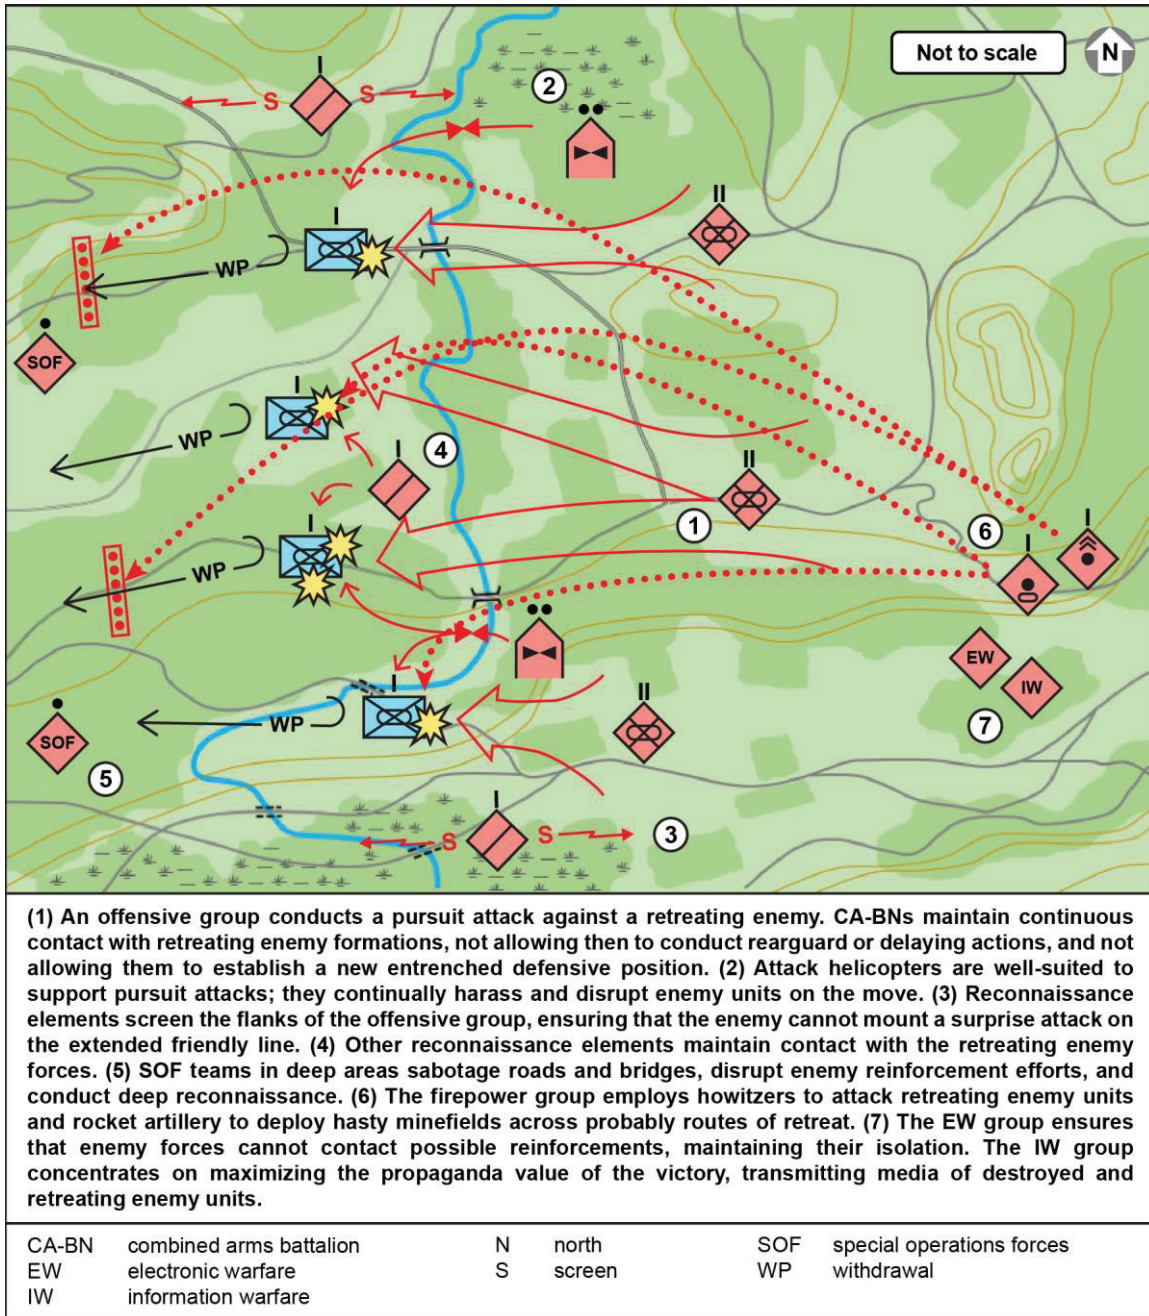 Not to scale
N
I
S
S
2
II
I
WP
SOF
I
WP
4
I
II
1
6
I
I
I
WP
EW
IW
7
I
WP
II
SOF
5
I
S
S
3
(1) An offensive group conducts a pursuit attack against a retreating enemy. CA-BNs maintain continuous
contact with retreating enemy formations, not allowing then to conduct rearguard or delaying actions, and not
allowing them to establish a new entrenched defensive position. (2) Attack helicopters are well-suited to
support pursuit attacks; they continually harass and disrupt enemy units on the move. (3) Reconnaissance
elements screen the flanks of the offensive group, ensuring that the enemy cannot mount a surprise attack on
the extended friendly line. (4) Other reconnaissance elements maintain contact with the retreating enemy
forces. (5) SOF teams in deep areas sabotage roads and bridges, disrupt enemy reinforcement efforts, and
conduct deep reconnaissance. (6) The firepower group employs howitzers to attack retreating enemy units
and rocket artillery to deploy hasty minefields across probably routes of retreat. (7) The EW group ensures
that enemy forces cannot contact possible reinforcements, maintaining their isolation. The IW group
concentrates on maximizing the propaganda value of the victory, transmitting media of destroyed and
retreating enemy units.
CA-BN combined arms battalion N north SOF special operations forces
EW electronic warfare S screen WP withdrawal
IW information warfare